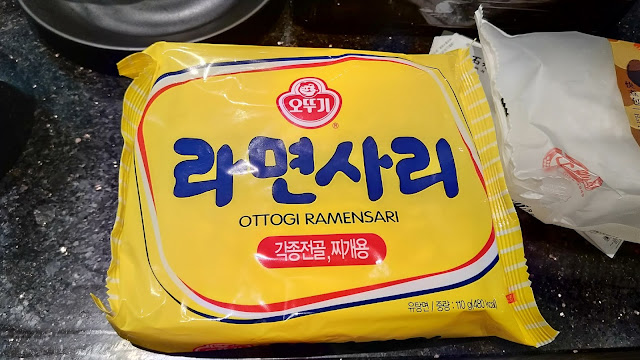 오뚜기
®
라면사리
OTTOGI RAMENSARI
각종전골, 찌개용
유탕면 / 중량 : 110 g (480 kcal)